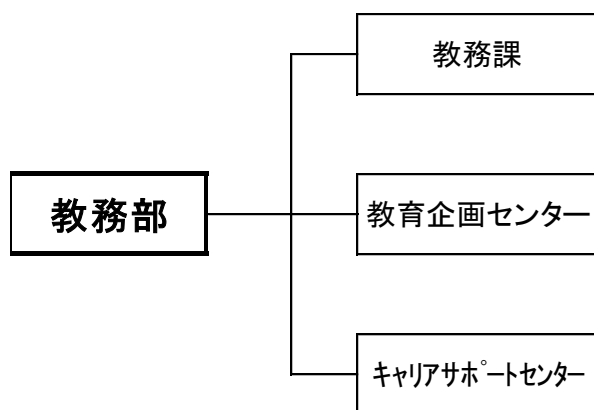 教務課
教務部
教育企画センター
キャリアサポートセンター